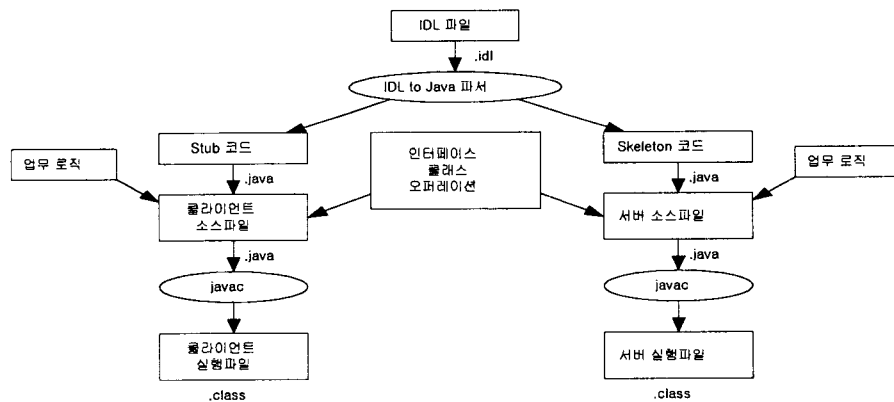 IDL 파일
.idl
IDL to Java 파서
Stub 코드
Skeleton 코드
업무 로직
인터페이스
클래스
오퍼레이션
업무 로직
.java
.java
클라이언트
소스파일
서버 소스파일
.java
.java
javac
javac
클라이언트
실행파일
서버 실행파일
.class
.class